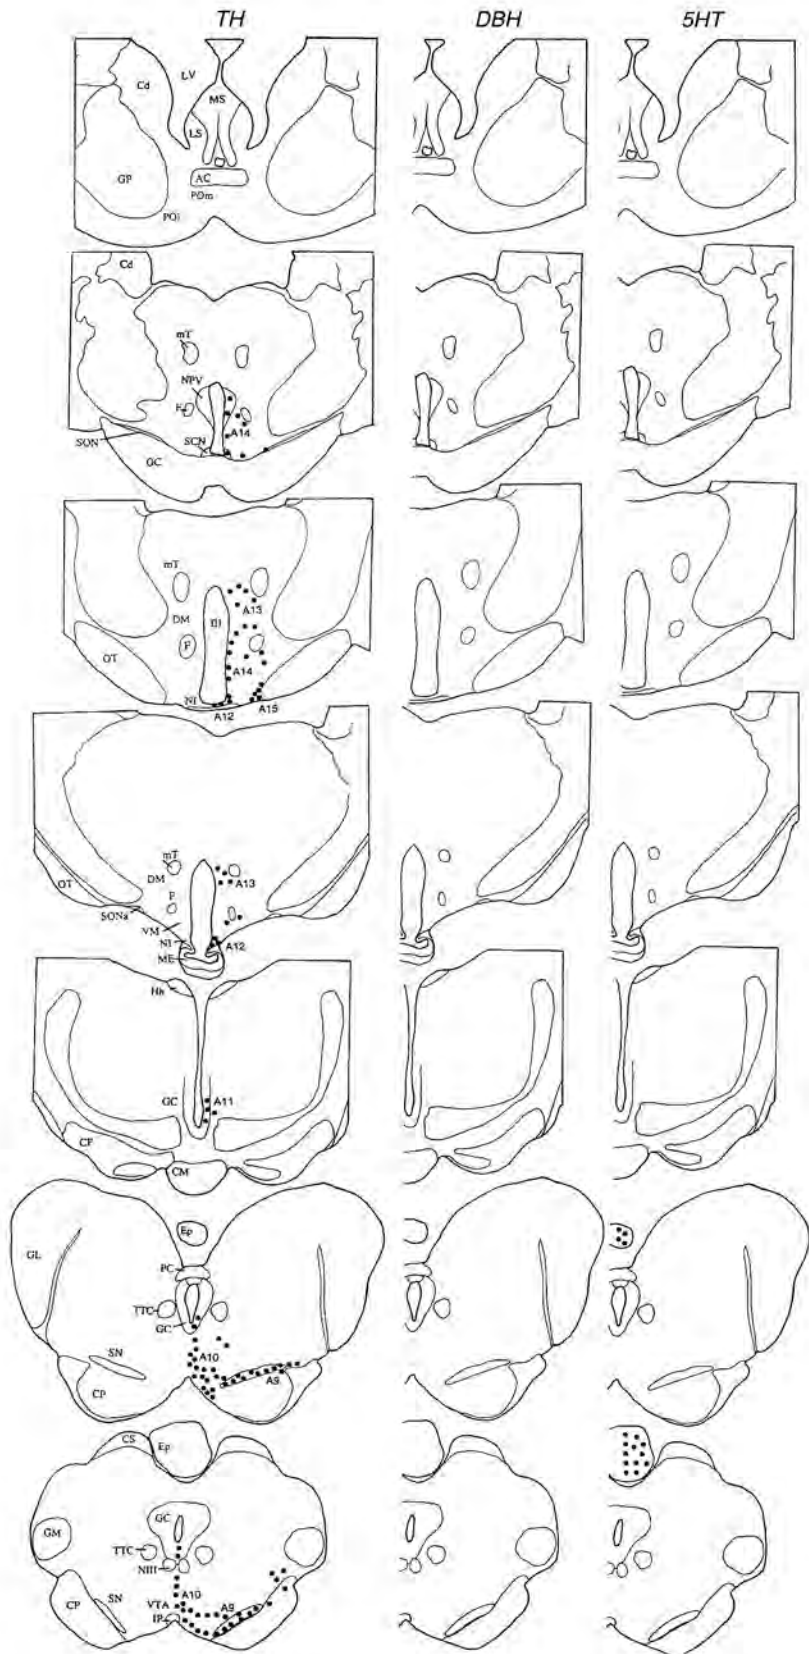 TH DBH 5HT
LV
Cd
MS
LS
GP
AC
POm
Cd
mT
NPV
F
A14
SON
SCN
GC
mT
A13
DM
III
F
OT
A14
NI
A12 A15
mT
DM
A13
OT
F
SONa
VM
NI
A12
ME
Hb
GC
A11
CP
CM
Ep
GL
PC
TTC
GC
SN
A10
A9
CP
CS
Ep
GC
GM
TTC
NIII
CP
SN
A10
VTA
A9
IP